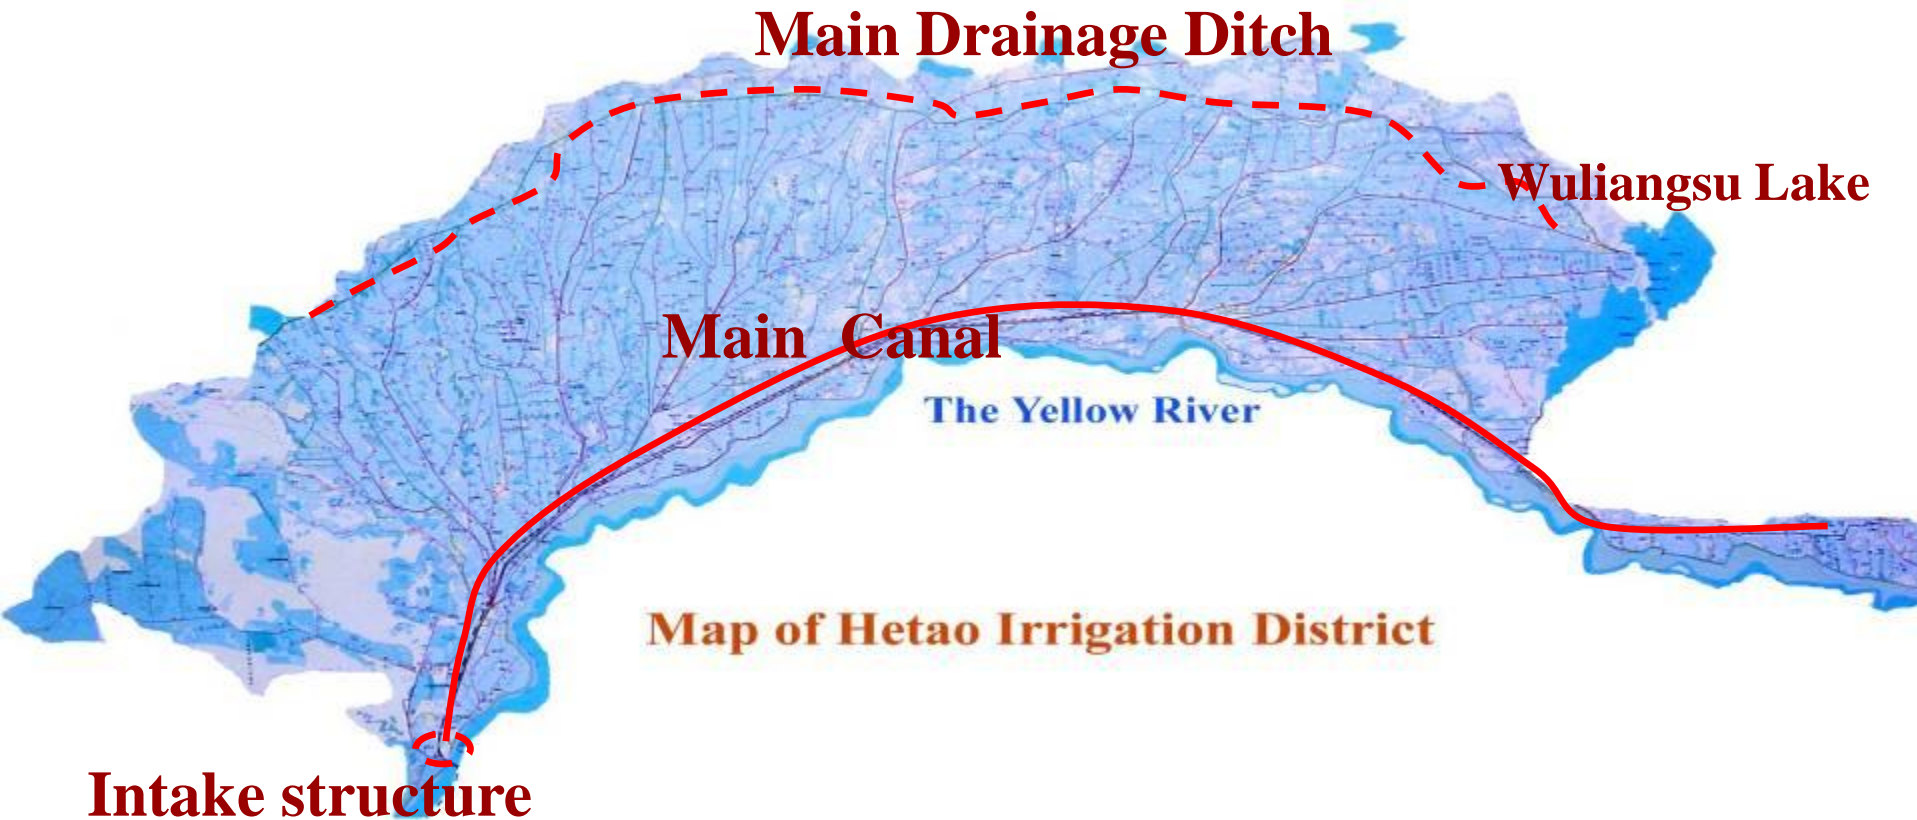 Main Drainage Ditch
Wuliangsu Lake
Main Canal
The Yellow River
Map of Hetao Irrigation District
Intake structure